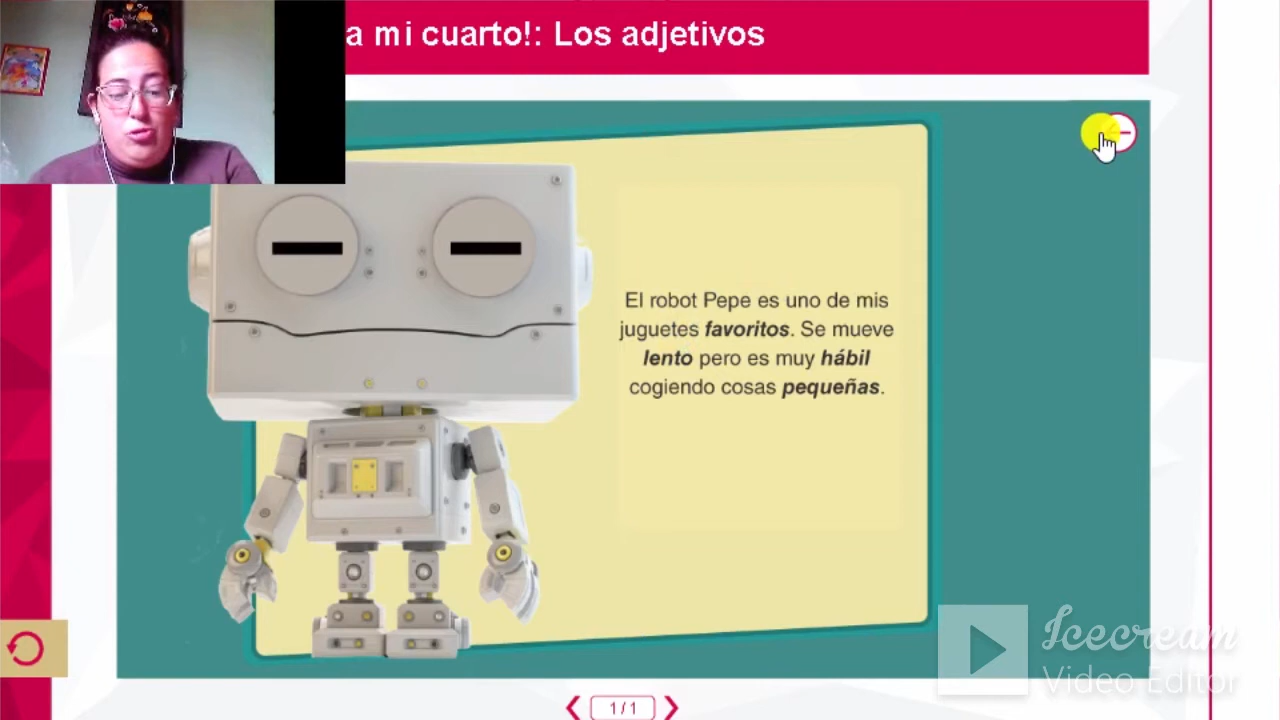 a mi cuarto!: Los adjetivos
El robot Pepe es uno de mis
juguetes favoritos. Se mueve
lento pero es muy hábil
cogiendo cosas pequeñas.
1/1
Icecream
Video Editor